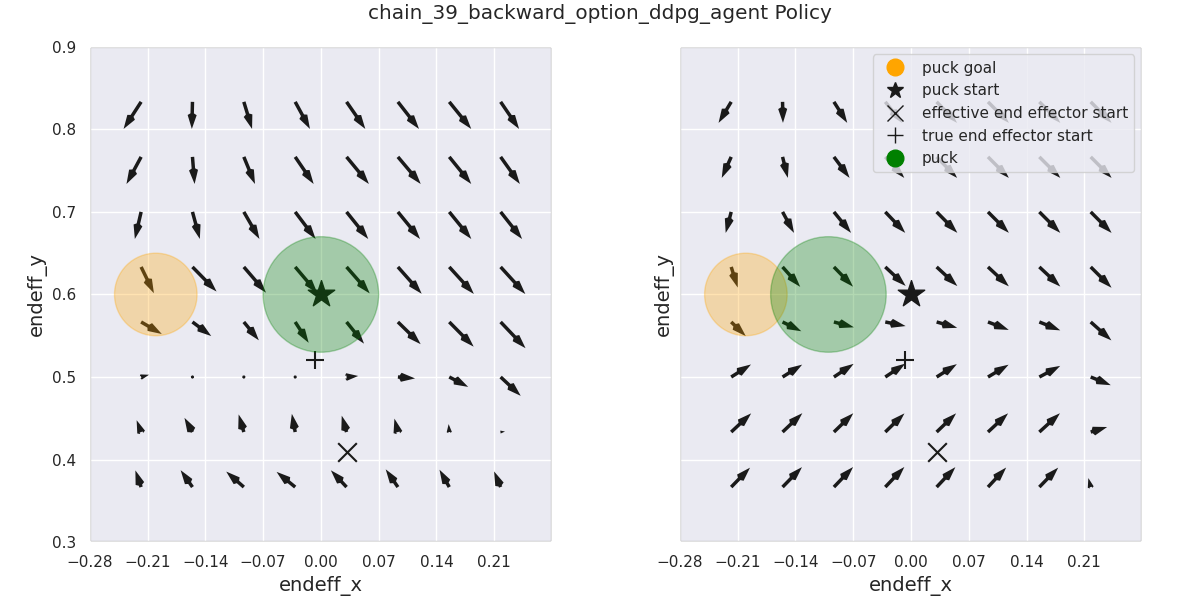 chain_39_backward_option_ddpg_agent Policy
0.9
0.8
0.7
0.6
0.5
0.4
0.3
endeff_y
−0.28 −0.21 −0.14 −0.07 0.00 0.07 0.14 0.21
endeff_x
endeff_y
puck goal
puck start
effective end effector start
true end effector start
puck
−0.28 −0.21 −0.14 −0.07 0.00 0.07 0.14 0.21
endeff_x